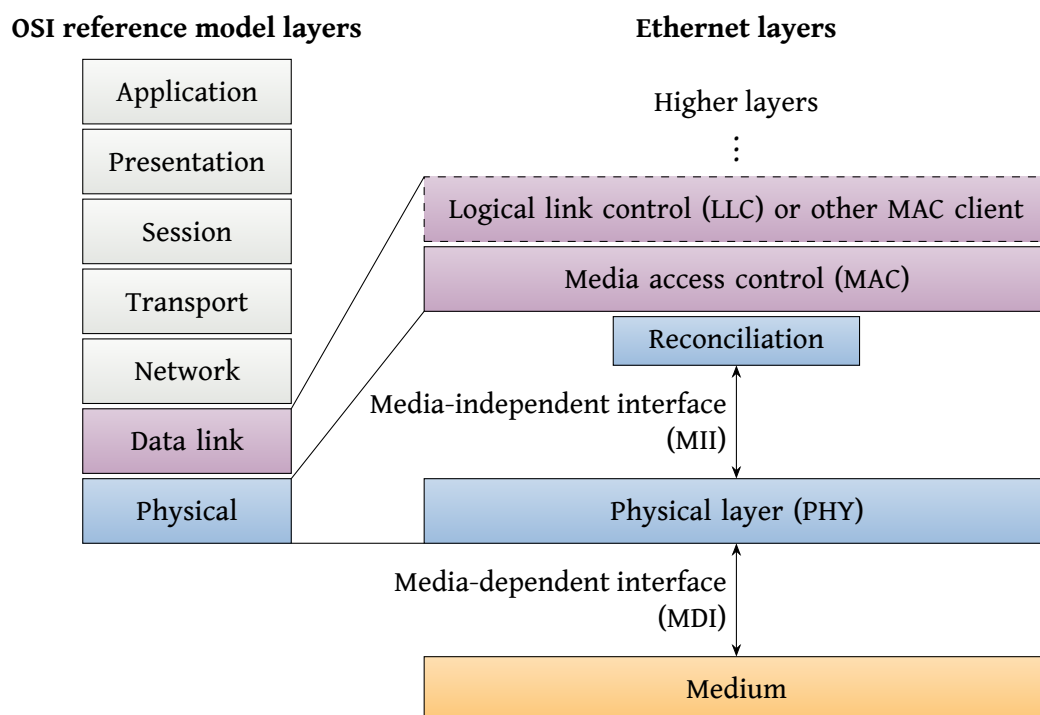 OSI reference model layers
Application
Presentation
Session
Transport
Network
Data link
Physical
Ethernet layers
Higher layers
⋮
Logical link control (LLC) or other MAC client
Media access control (MAC)
Reconciliation
Media-independent interface
(MII)
Physical layer (PHY)
Media-dependent interface
(MDI)
Medium